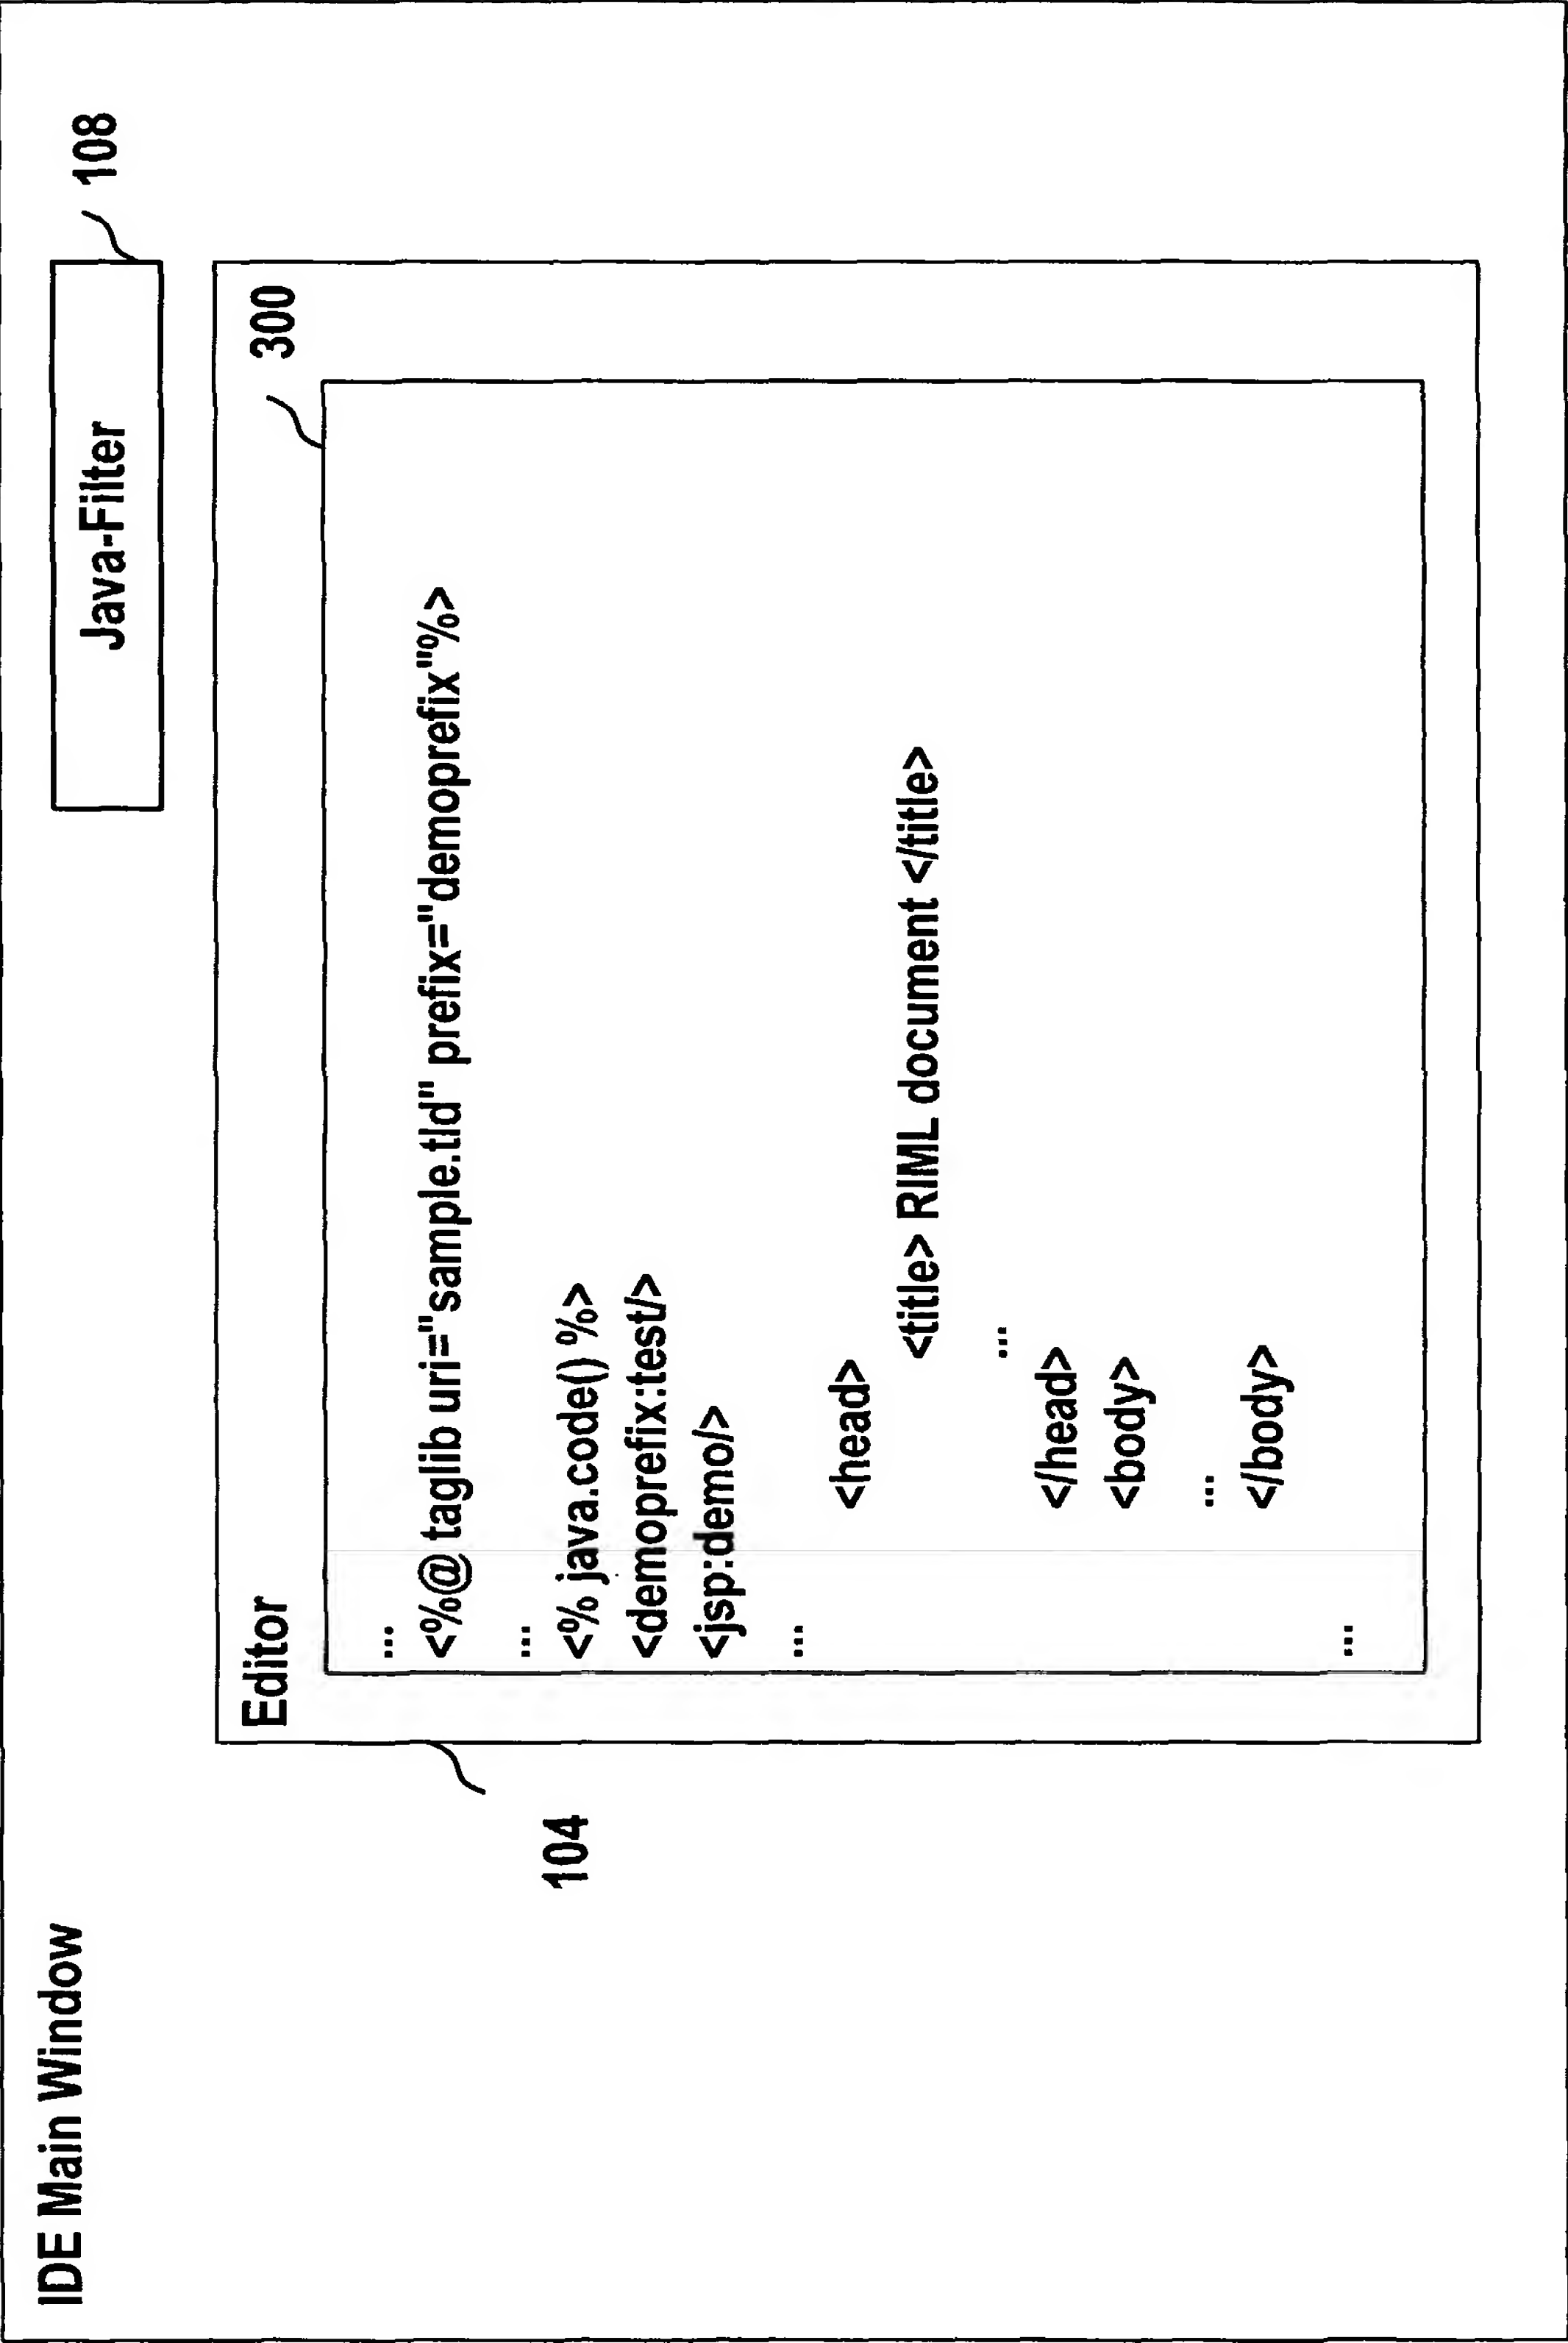 IDE Main Window
Java-Filter
108
Editor
300
104
...
<%@ taglib uri="sample.tld" prefix="demoprefix"%>
...
<% java.code() %>
<demoprefix:test/>
<jsp:demo/>
...
<head>
<title> RIML document </title>
...
</head>
<body>
...
</body>
...